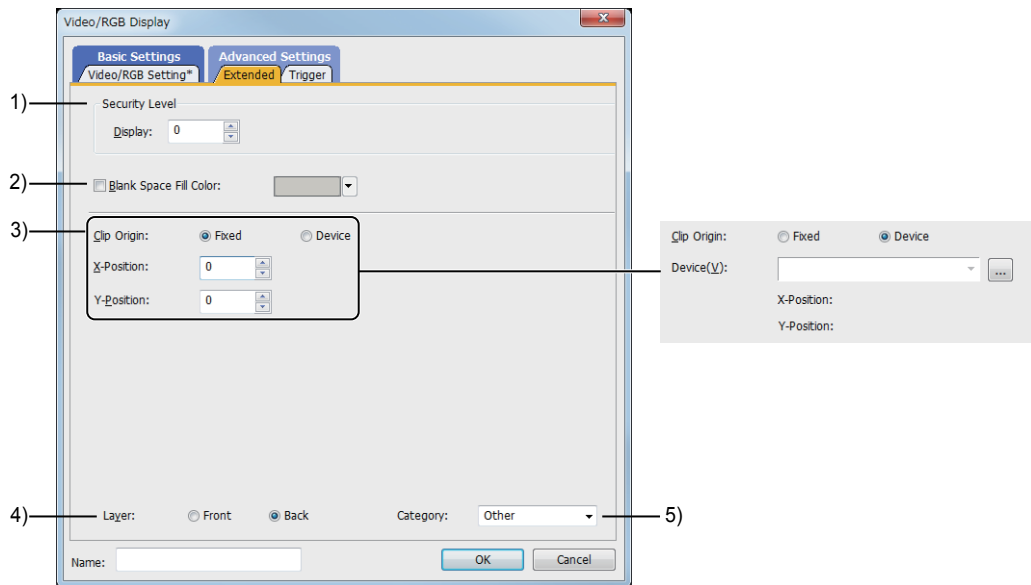 Video/RGB Display
Basic Settings
Advanced Settings
Video/RGB Setting*
Extended
Trigger
1)
Security Level
Display: 0
2)
Blank Space Fill Color:
3)
Clip Origin: Fixed Device
X-Position: 0
Y-Position: 0
Clip Origin: Fixed Device
Device(V): ...
X-Position:
Y-Position:
4)
Layer: Front Back Category: Other
5)
Name: OK Cancel